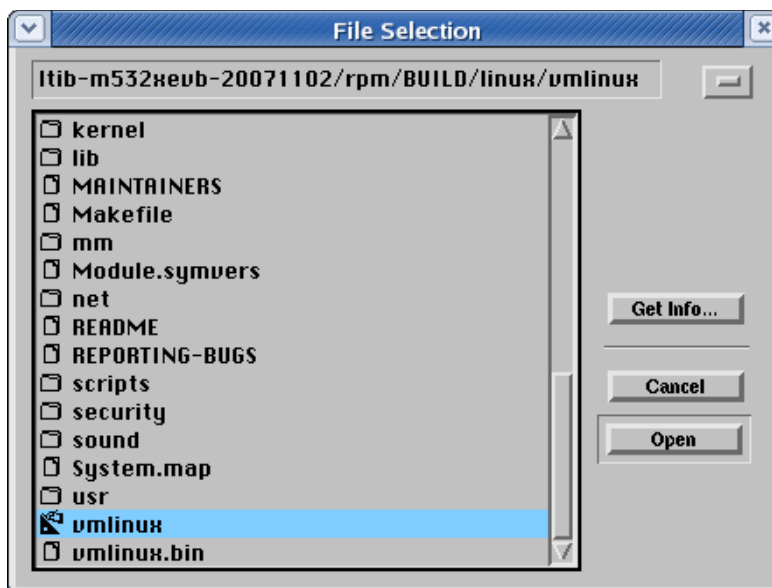 File Selection
ltib-m532xevb-20071102/rpm/BUILD/linux/vmlinux
kernel
lib
MAINTAINERS
Makefile
mm
Module.symvers
net
README
REPORTING-BUGS
scripts
security
sound
System.map
usr
vmlinux
vmlinux.bin
Get Info...
Cancel
Open